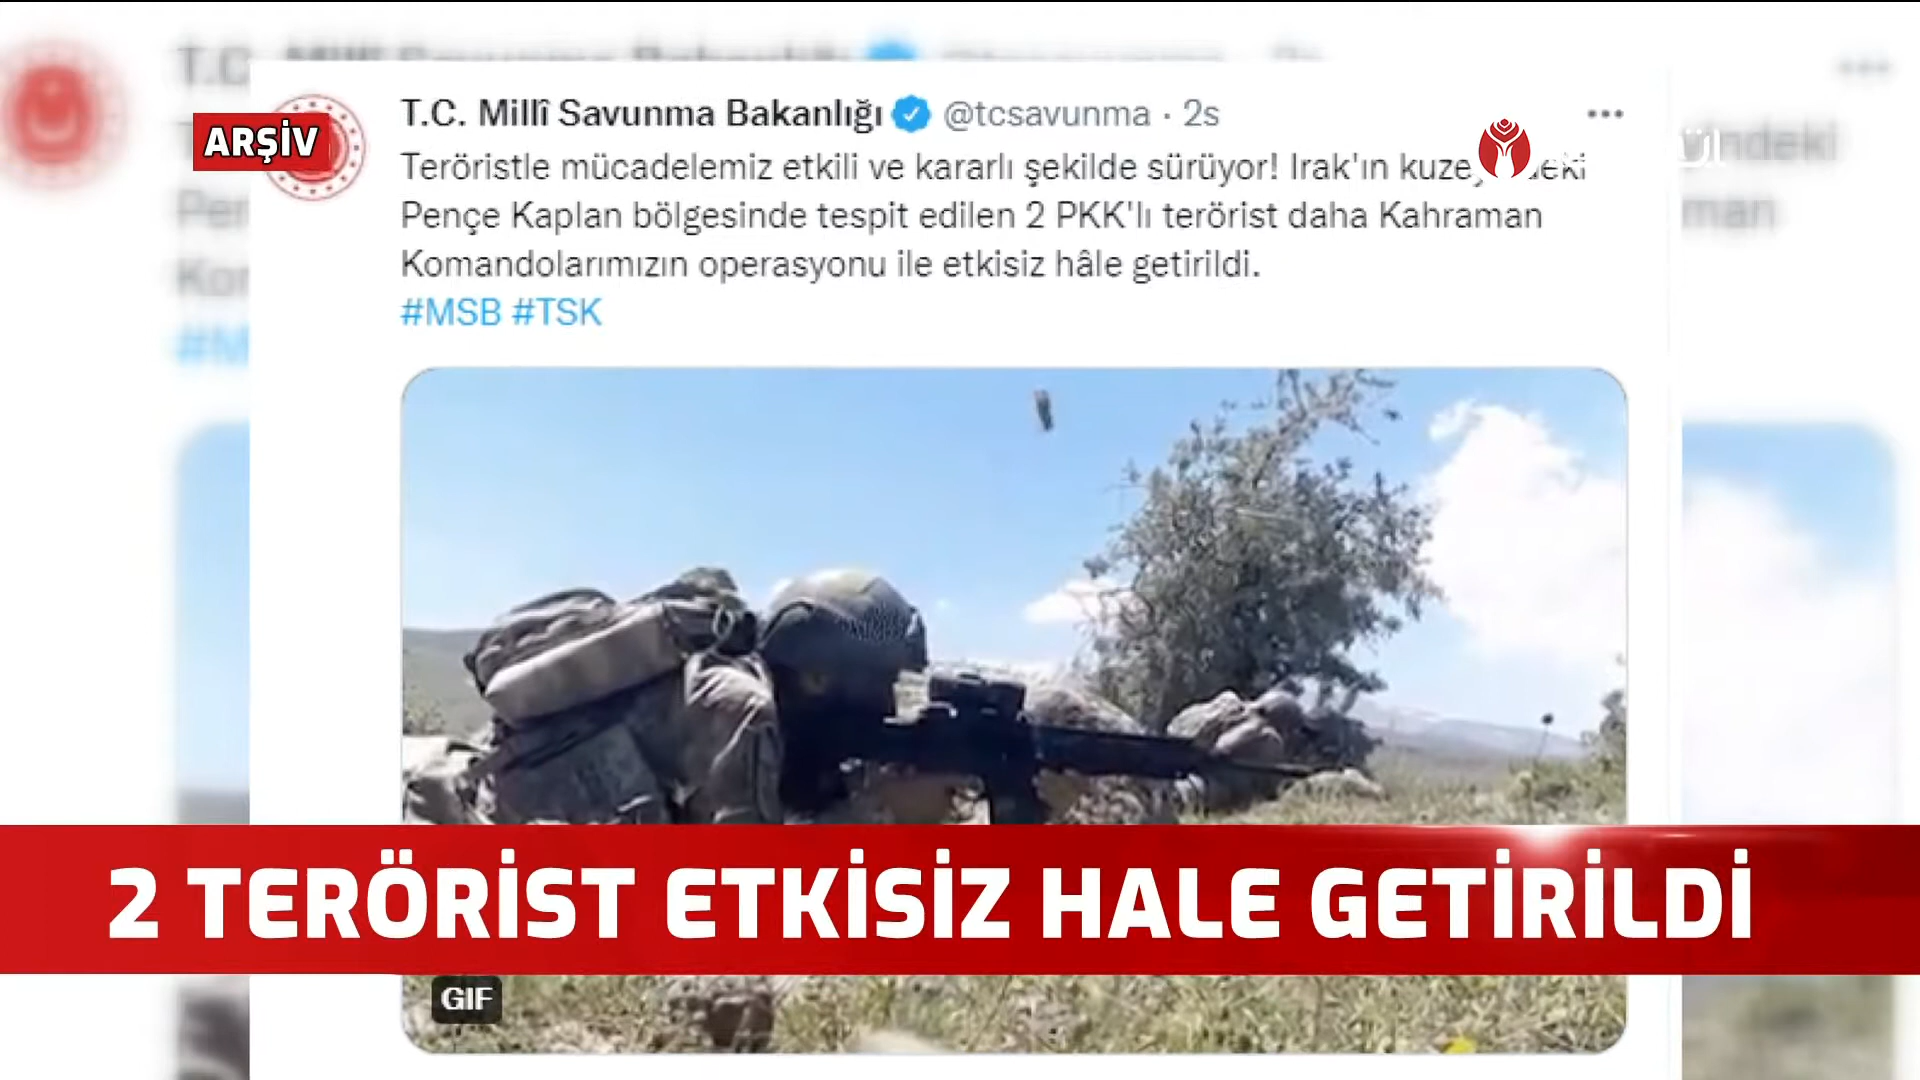 T.C. Millî Savunma Bakanlığı @tcsavunma · 2s
ARŞİV
Teröristle mücadelemiz etkili ve kararlı şekilde sürüyor! Irak'ın
Pençe Kaplan bölgesinde tespit edilen 2 PKK'lı terörist daha Kahraman
Komandolarımızın operasyonu ile etkisiz hâle getirildi.
#MSB #TSK
2 TERÖRİST ETKİSİZ HALE GETİRİLDİ
GIF